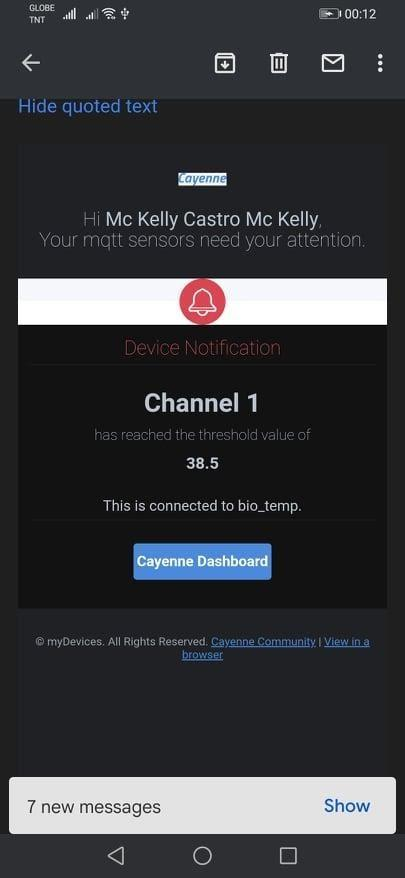 GLOBE
TNT
00:12
Hide quoted text
Cayenne
Hi Mc Kelly Castro Mc Kelly,
Your mqtt sensors need your attention.
Device Notification
Channel 1
has reached the threshold value of
38.5
This is connected to bio_temp.
Cayenne Dashboard
© myDevices. All Rights Reserved. Cayenne Community | View in a
browser
7 new messages
Show